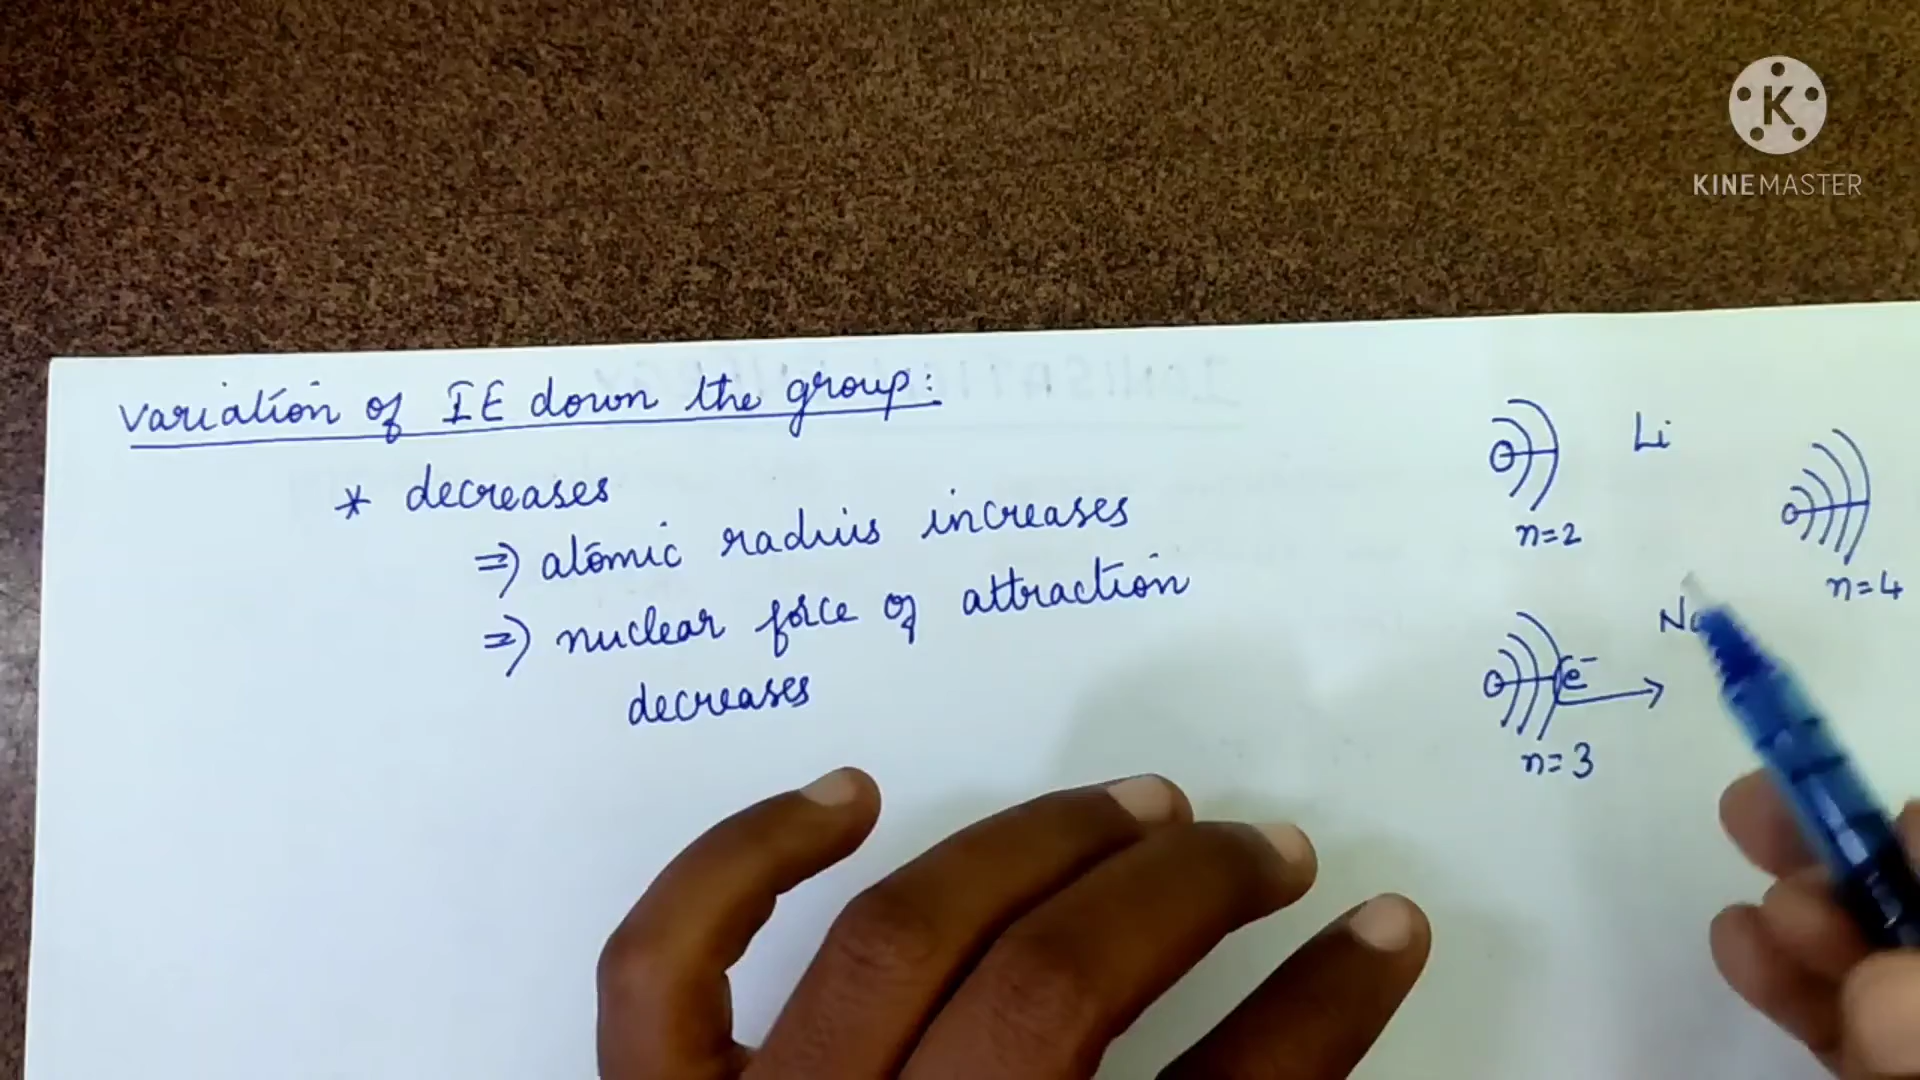 KINEMASTER
Variation of IE down the group:
* decreases
⇒ atomic radius increases
⇒ nuclear force of attraction
decreases
Li
n=2
n=4
e⁻
n=3